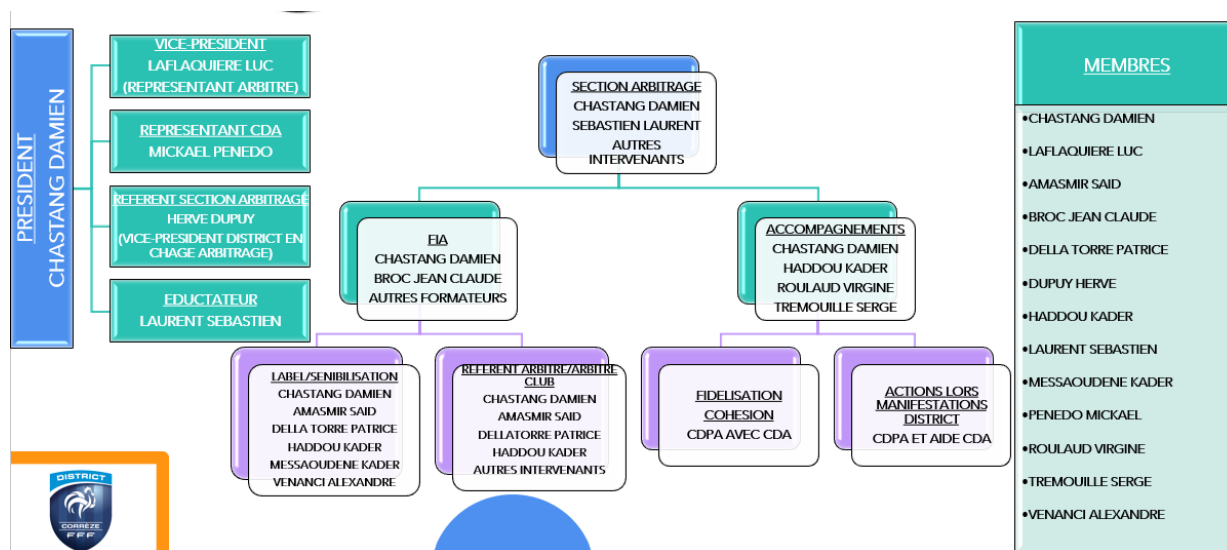 PRESIDENT
CHASTANG DAMIEN
VICE-PRESIDENT
LAFLAQUIERE LUC
(REPRESENTANT ARBITRE)
REPRESENTANT CDA
MICKAEL PENEDO
REFERENT SECTION ARBITRAGE
HERVE DUPUY
(VICE-PRESIDENT DISTRICT EN
CHAGE ARBITRAGE)
EDUCTATEUR
LAURENT SEBASTIEN
SECTION ARBITRAGE
CHASTANG DAMIEN
SEBASTIEN LAURENT
AUTRES
INTERVENANTS
FIA
CHASTANG DAMIEN
BROC JEAN CLAUDE
AUTRES FORMATEURS
ACCOMPAGNEMENTS
CHASTANG DAMIEN
HADDOU KADER
ROULAUD VIRGINE
TREMOUILLE SERGE
LABEL/SENIBILISATION
CHASTANG DAMIEN
AMASMIR SAID
DELLA TORRE PATRICE
HADDOU KADER
MESSAOUDENE KADER
VENANCI ALEXANDRE
REFERENT ARBITRE/ARBITRE
CLUB
CHASTANG DAMIEN
AMASMIR SAID
DELLATORRE PATRICE
HADDOU KADER
AUTRES INTERVENANTS
FIDELISATION
COHESION
CDPA AVEC CDA
ACTIONS LORS
MANIFESTATIONS
DISTRICT
CDPA ET AIDE CDA
MEMBRES
•CHASTANG DAMIEN
•LAFLAQUIERE LUC
•AMASMIR SAID
•BROC JEAN CLAUDE
•DELLA TORRE PATRICE
•DUPUY HERVE
•HADDOU KADER
•LAURENT SEBASTIEN
•MESSAOUDENE KADER
•PENEDO MICKAEL
•ROULAUD VIRGINE
•TREMOUILLE SERGE
•VENANCI ALEXANDRE
DISTRICT
CORRÈZE
FFF